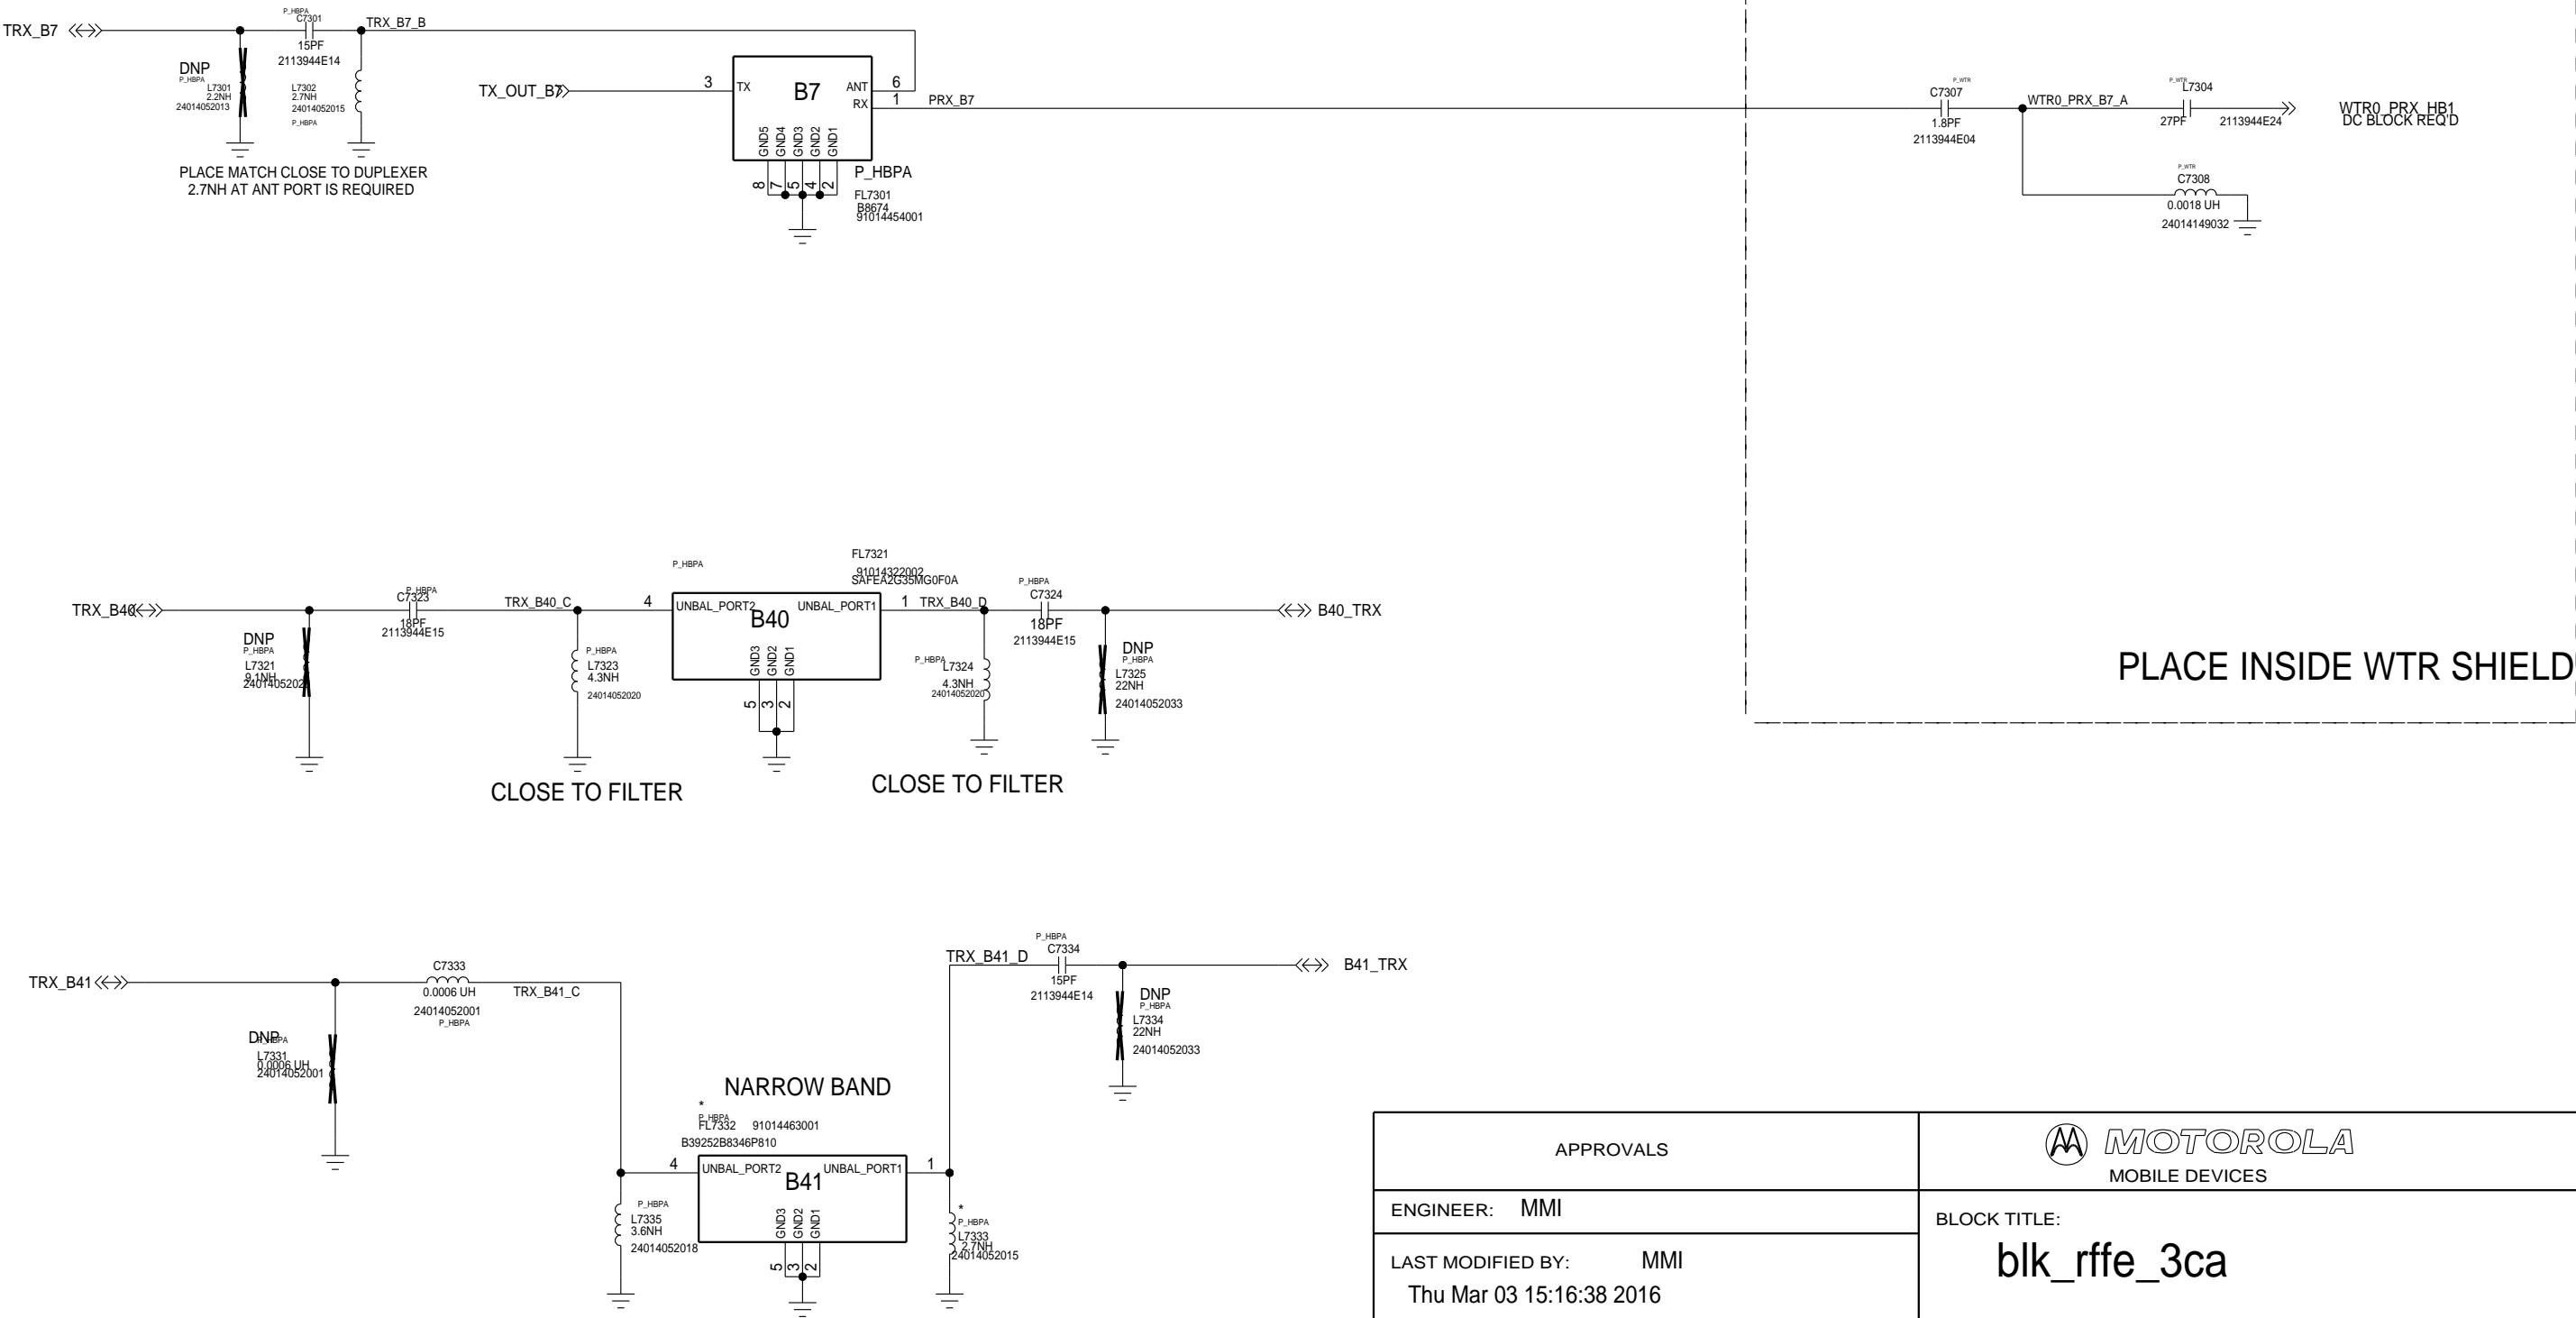 P_HBPA
C7301
TRX_B7
TRX_B7_B
15PF
2113944E14
DNP
P_HBPA
L7301
2.2NH
24014052013
L7302
2.7NH
24014052015
P_HBPA
PLACE MATCH CLOSE TO DUPLEXER
2.7NH AT ANT PORT IS REQUIRED
TX_OUT_B7
3
TX
B7
ANT
6
RX
1
PRX_B7
GND5
GND4
GND3
GND2
GND1
8
7
5
4
2
P_HBPA
FL7301
B8674
91014454001
P_WTR
C7307
1.8PF
2113944E04
WTR0_PRX_B7_A
P_WTR
L7304
27PF
2113944E24
WTR0_PRX_HB1
DC BLOCK REQ'D
P_WTR
C7308
0.0018 UH
24014149032
PLACE INSIDE WTR SHIELD
TRX_B40
P_HBPA
C7323
18PF
2113944E15
TRX_B40_C
DNP
P_HBPA
L7321
9.1NH
P_HBPA
L7323
4.3NH
24014052020
P_HBPA
FL7321
91014322002
SAFEA2G35MG0F0A
4
UNBAL_PORT2
UNBAL_PORT1
1
B40
GND3
GND2
GND1
5
3
2
TRX_B40_D
P_HBPA
C7324
18PF
2113944E15
B40_TRX
P_HBPA
L7324
4.3NH
24014052020
DNP
P_HBPA
L7325
22NH
24014052033
CLOSE TO FILTER
CLOSE TO FILTER
TRX_B41
C7333
0.0006 UH
24014052001
P_HBPA
TRX_B41_C
DNP
P_HBPA
L7331
0.0006 UH
24014052001
NARROW BAND
*
P_HBPA
FL7332 91014463001
B39252B8346P810
4
UNBAL_PORT2
UNBAL_PORT1
1
B41
GND3
GND2
GND1
5
3
2
P_HBPA
L7335
3.6NH
24014052018
*
P_HBPA
L7333
2.7NH
24014052015
TRX_B41_D
P_HBPA
C7334
15PF
2113944E14
B41_TRX
DNP
P_HBPA
L7334
22NH
24014052033
APPROVALS
MOTOROLA
MOBILE DEVICES
ENGINEER: MMI
LAST MODIFIED BY: MMI
Thu Mar 03 15:16:38 2016
BLOCK TITLE:
blk_rffe_3ca